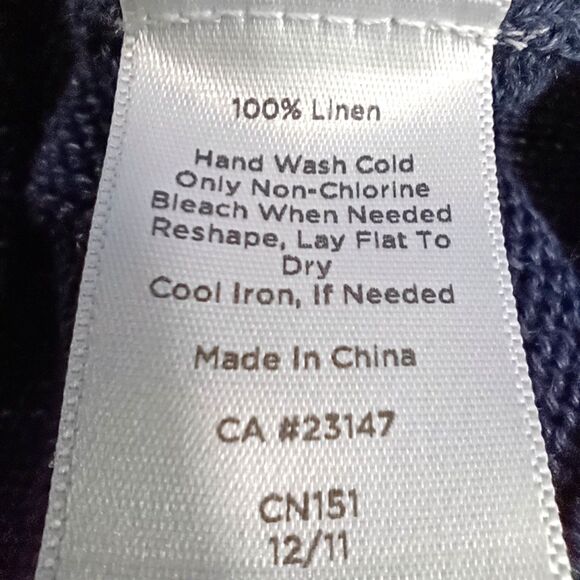 100% Linen
Hand Wash Cold
Only Non-Chlorine
Bleach When Needed
Reshape, Lay Flat To
Dry
Cool Iron, If Needed
Made In China
CA #23147
CN151
12/11